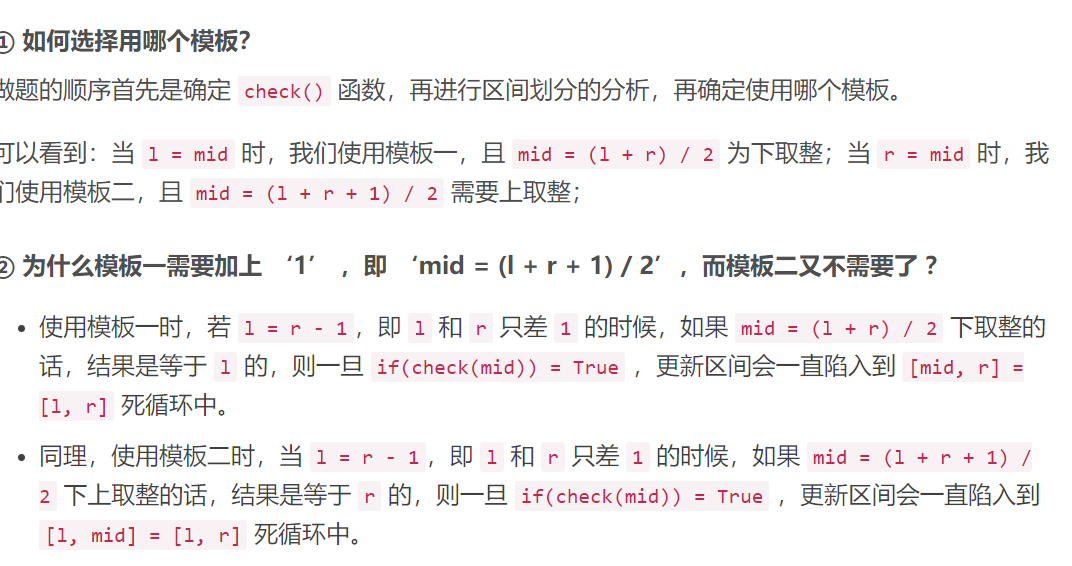 ① 如何选择用哪个模板?
做题的顺序首先是确定 check() 函数，再进行区间划分的分析，再确定使用哪个模板。
可以看到：当 l = mid 时，我们使用模板一，且 mid = (l + r) / 2 为下取整；当 r = mid 时，我
们使用模板二，且 mid = (l + r + 1) / 2 需要上取整；
② 为什么模板一需要加上 ‘1’ ，即 ‘mid = (l + r + 1) / 2’ ，而模板二又不需要了 ?
• 使用模板一时，若 l = r - 1，即 l 和 r 只差 1 的时候，如果 mid = (l + r) / 2 下取整的
话，结果是等于 l 的，则一旦 if(check(mid)) = True ，更新区间会一直陷入到 [mid, r] =
[l, r] 死循环中。
• 同理，使用模板二时，当 l = r - 1，即 l 和 r 只差 1 的时候，如果 mid = (l + r + 1) /
2 下上取整的话，结果是等于 r 的，则一旦 if(check(mid)) = True ，更新区间会一直陷入到
[l, mid] = [l, r] 死循环中。